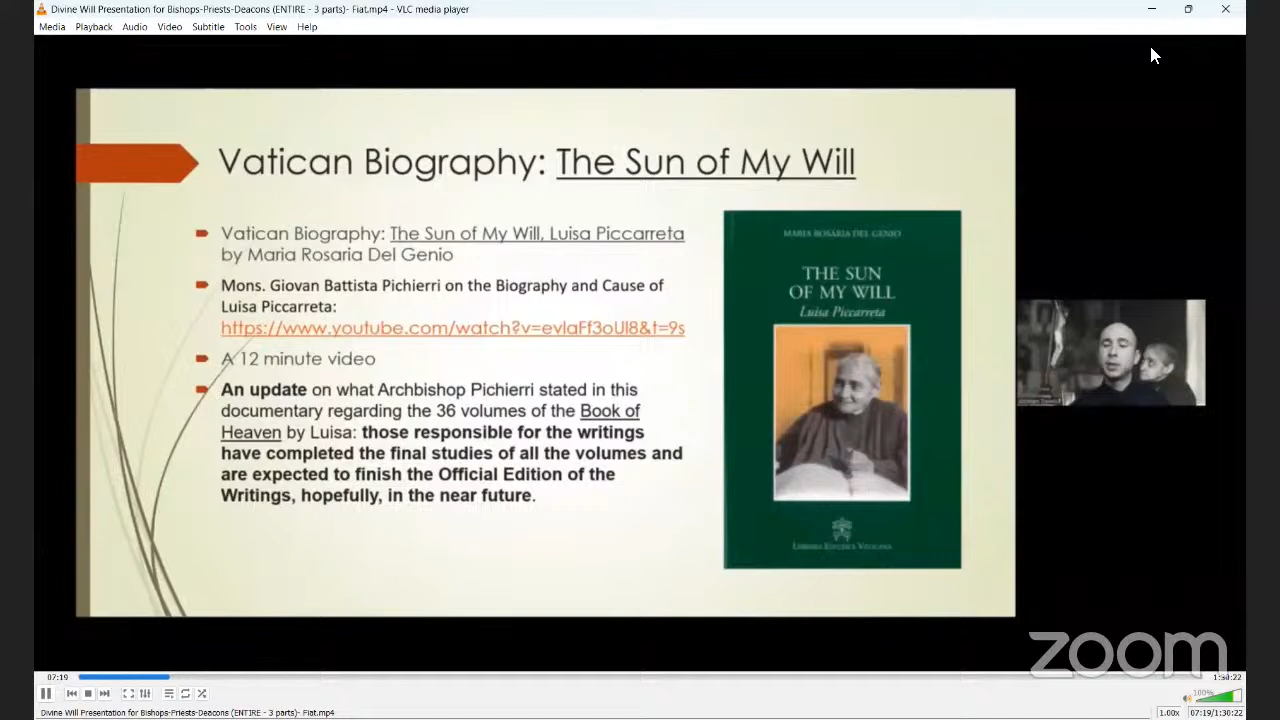 Divine Will Presentation for Bishops-Priests-Deacons (ENTIRE - 3 parts)- Fiat.mp4 - VLC media player
Media Playback Audio Video Subtitle Tools View Help
Vatican Biography: The Sun of My Will
Vatican Biography: The Sun of My Will, Luisa Piccarreta
by Maria Rosaria Del Genio
Mons. Giovan Battista Pichierri on the Biography and Cause of
Luisa Piccarreta:
https://www.youtube.com/watch?v=evlaFf3oUl8&t=9s
A 12 minute video
An update on what Archbishop Pichierri stated in this
documentary regarding the 36 volumes of the Book of
Heaven by Luisa: those responsible for the writings
have completed the final studies of all the volumes and
are expected to finish the Official Edition of the
Writings, hopefully, in the near future.
MARIA ROSARIA DEL GENIO
THE SUN
OF MY WILL
Luisa Piccarreta
LIBRERIA EDITRICE VATICANA
zoom
07:19
1:30:22
100%
Divine Will Presentation for Bishops-Priests-Deacons (ENTIRE - 3 parts)- Fiat.mp4
1.00x
07:19/1:30:22